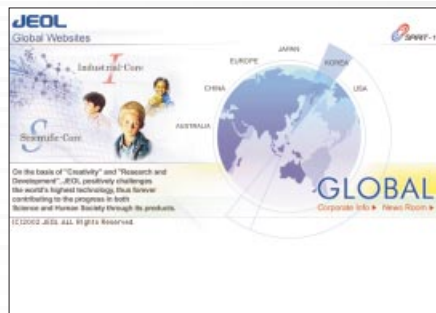 JEOL
Global Websites
SPIRIT-1
Industrial-Core
Scientific-Core
JAPAN
EUROPE
KOREA
CHINA
USA
AUSTRALIA
On the basis of "Creativity" and "Research and
Development", JEOL positively challenges
the world's highest technology, thus forever
contributing to the progress in both
Science and Human Society through its products.
(C)2002 JEOL ALL Rights Reserved.
GLOBAL
Corporate Info News Room